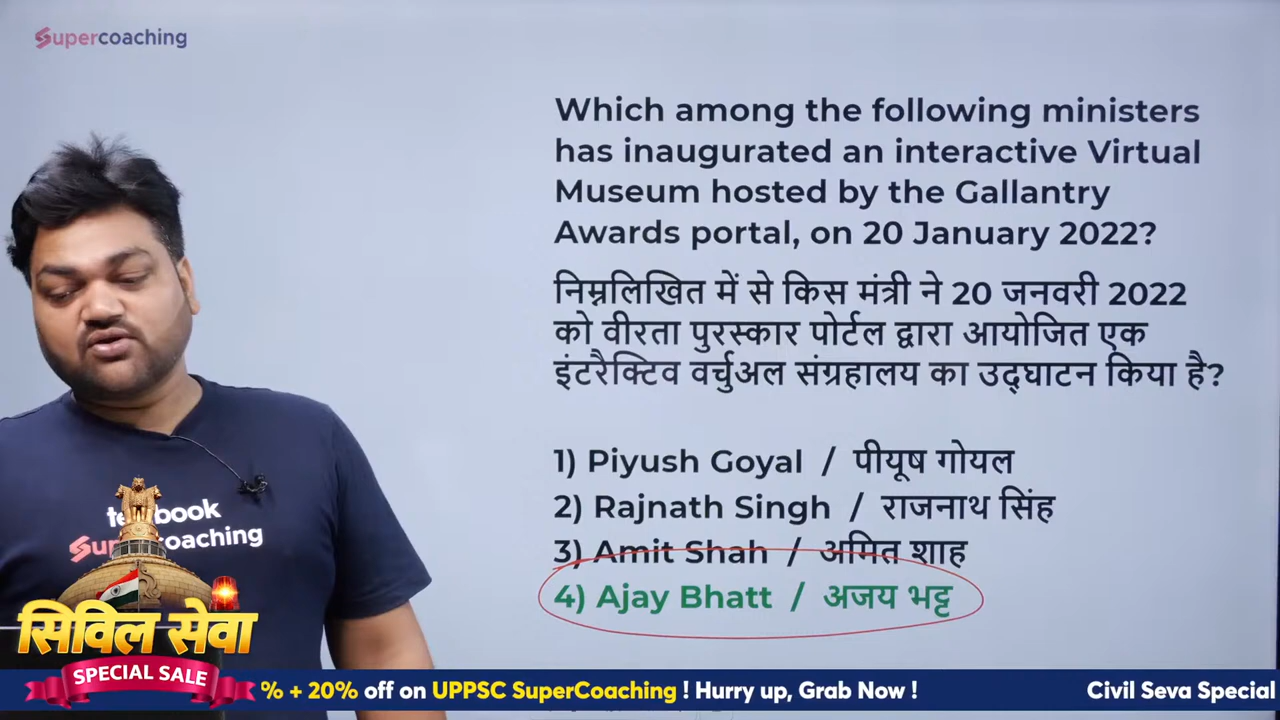 Supercoaching
Which among the following ministers
has inaugurated an interactive Virtual
Museum hosted by the Gallantry
Awards portal, on 20 January 2022?
निम्नलिखित में से किस मंत्री ने 20 जनवरी 2022
को वीरता पुरस्कार पोर्टल द्वारा आयोजित एक
इंटरैक्टिव वर्चुअल संग्रहालय का उद्घाटन किया है?
1) Piyush Goyal / पीयूष गोयल
2) Rajnath Singh / राजनाथ सिंह
3) Amit Shah / अमित शाह
4) Ajay Bhatt / अजय भट्ट
सिविल सेवा
SPECIAL SALE
% + 20% off on UPPSC SuperCoaching ! Hurry up, Grab Now !
Civil Seva Special